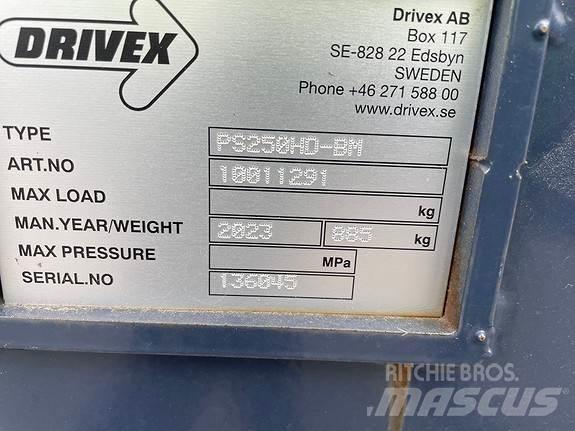 DRIVEX
Drivex AB
Box 117
SE-828 22 Edsbyn
SWEDEN
Phone +46 271 588 00
www.drivex.se
TYPE PS250HD-BM
ART.NO 10011291
MAX LOAD kg
MAN.YEAR/WEIGHT 2023 885 kg
MAX PRESSURE MPa
SERIAL.NO 136045
RITCHIE BROS.
MASCUS